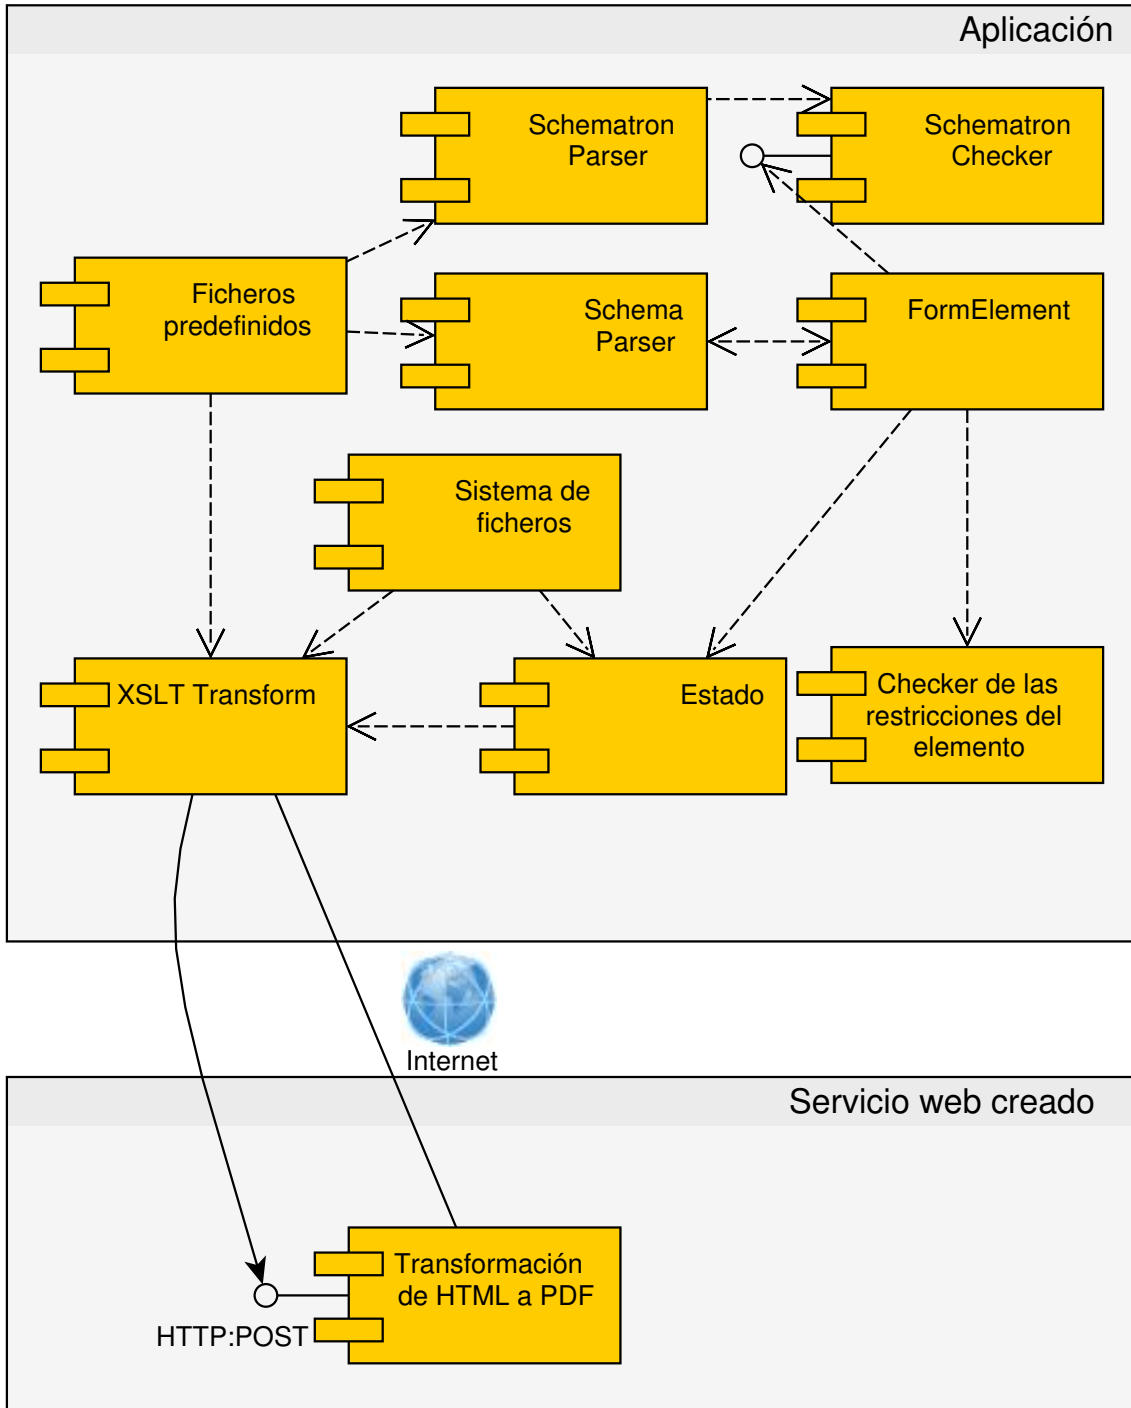 Aplicación
Schematron
Parser
Schematron
Checker
Ficheros
predefinidos
Schema
Parser
FormElement
Sistema de
ficheros
XSLT Transform
Estado
Checker de las
restricciones del
elemento
Internet
Servicio web creado
Transformación
de HTML a PDF
HTTP:POST